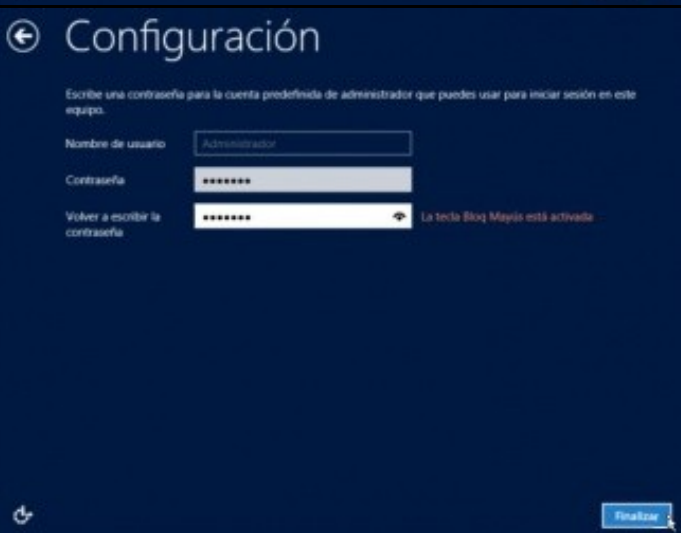 Configuración
Escribe una contraseña para la cuenta predefinida de administrador que puedes usar para iniciar sesión en este
equipo.
Nombre de usuario
Administrador
Contraseña
•••••••
Volver a escribir la
contraseña
•••••••
La tecla Bloq Mayús está activada
Finalizar